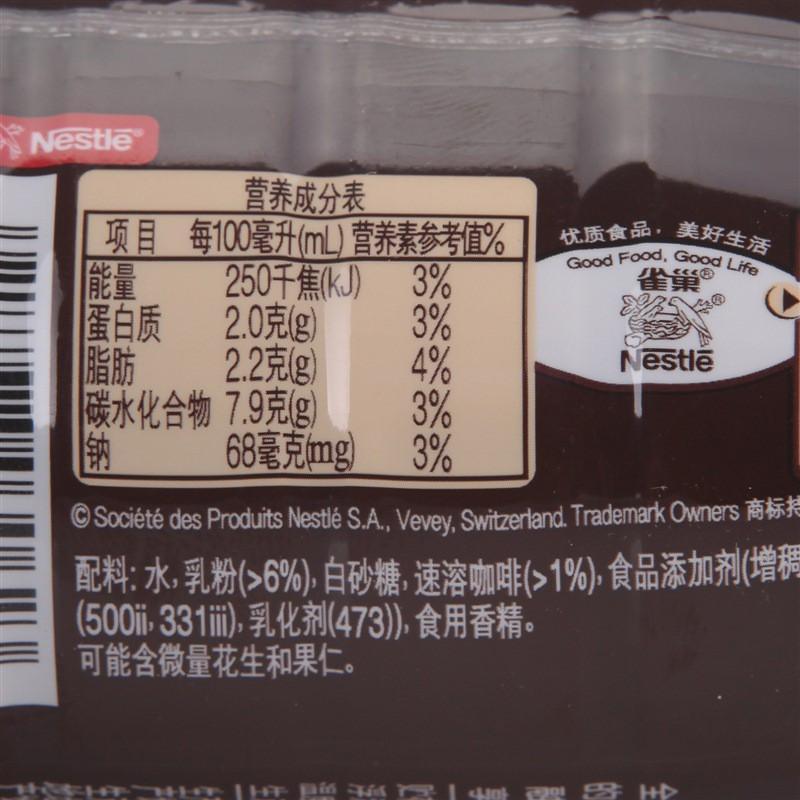 Nestlé®
营养成分表
项目 每100毫升(mL) 营养素参考值%
能量 250千焦(kJ) 3%
蛋白质 2.0克(g) 3%
脂肪 2.2克(g) 4%
碳水化合物 7.9克(g) 3%
钠 68毫克(mg) 3%
优质食品，美好生活
Good Food, Good Life
雀巢®
Nestlé
© Société des Produits Nestlé S.A., Vevey, Switzerland. Trademark Owners 商标持
配料: 水, 乳粉(>6%), 白砂糖, 速溶咖啡(>1%), 食品添加剂(增稠
(500ii, 331iii), 乳化剂(473)), 食用香精。
可能含微量花生和果仁。